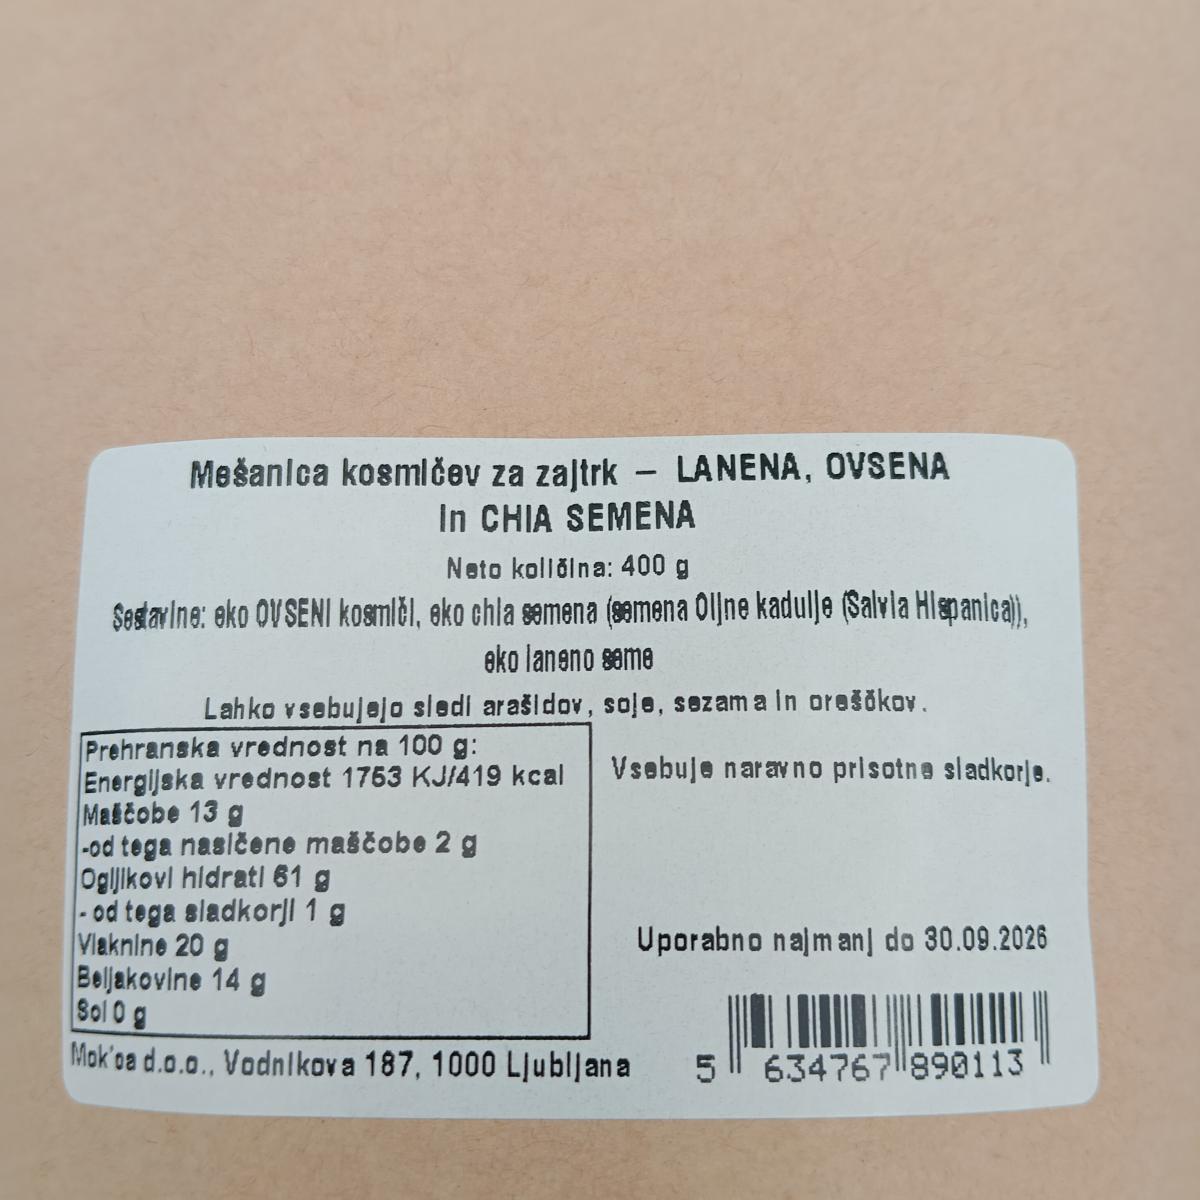 Mešanica kosmičev za zajtrk – LANENA, OVSENA
in CHIA SEMENA
Neto količina: 400 g
Sestavine: eko OVSENI kosmiči, eko chia semena (semena Oljne kadulje (Salvia Hispanica)),
eko laneno seme
Lahko vsebujejo sledi arašidov, soje, sezama in oreščkov.
Prehranska vrednost na 100 g:
Energijska vrednost 1753 KJ/419 kcal
Maščobe 13 g
-od tega nasičene maščobe 2 g
Ogljikovi hidrati 61 g
- od tega sladkorji 1 g
Vlaknine 20 g
Beljakovine 14 g
Sol 0 g
Vsebuje naravno prisotne sladkorje.
Uporabno najmanj do 30.09.2026
Mok'ca d.o.o., Vodnikova 187, 1000 Ljubljana
5 634767 890113